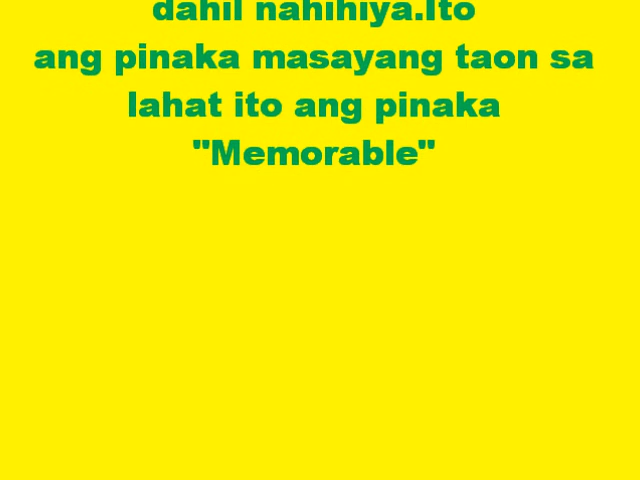 dahil nahihiya.Ito
ang pinaka masayang taon sa
lahat ito ang pinaka
"Memorable"